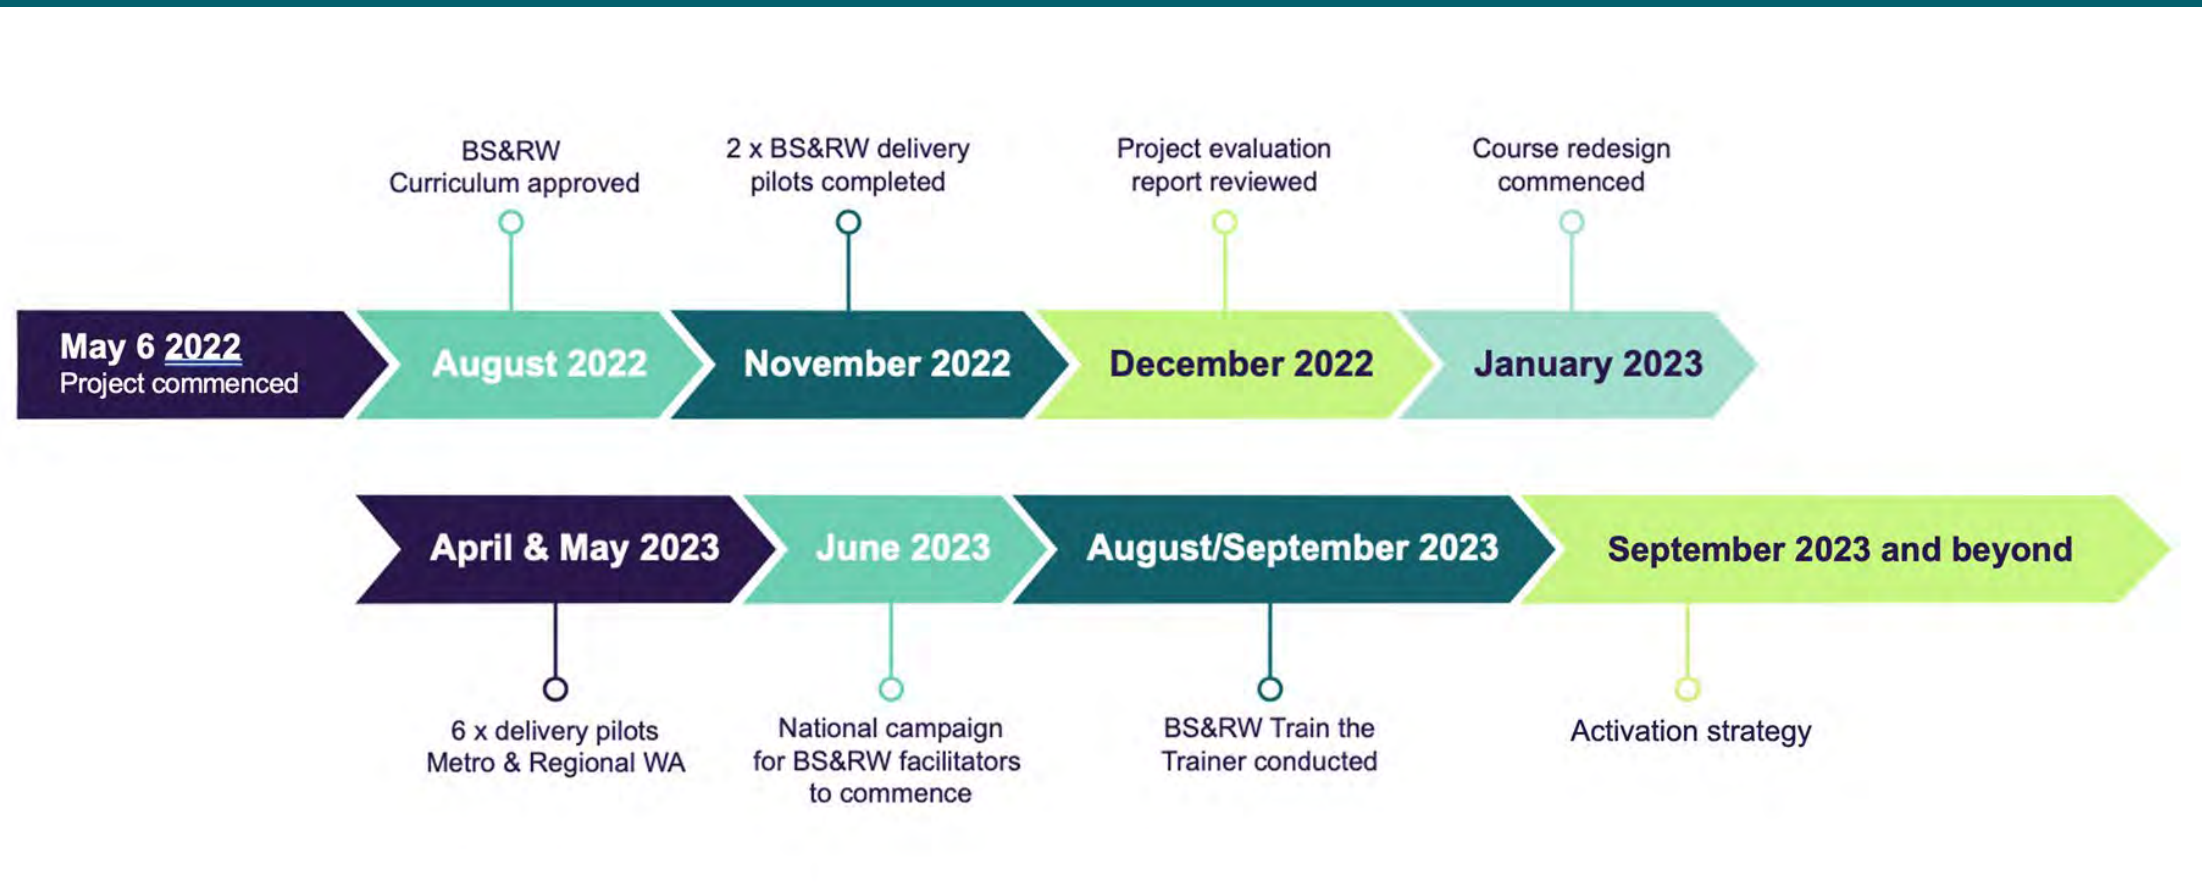 BS&RW
Curriculum approved
2 x BS&RW delivery
pilots completed
Project evaluation
report reviewed
Course redesign
commenced
May 6 2022
Project commenced
August 2022
November 2022
December 2022
January 2023
April & May 2023
June 2023
August/September 2023
September 2023 and beyond
6 x delivery pilots
Metro & Regional WA
National campaign
for BS&RW facilitators
to commence
BS&RW Train the
Trainer conducted
Activation strategy